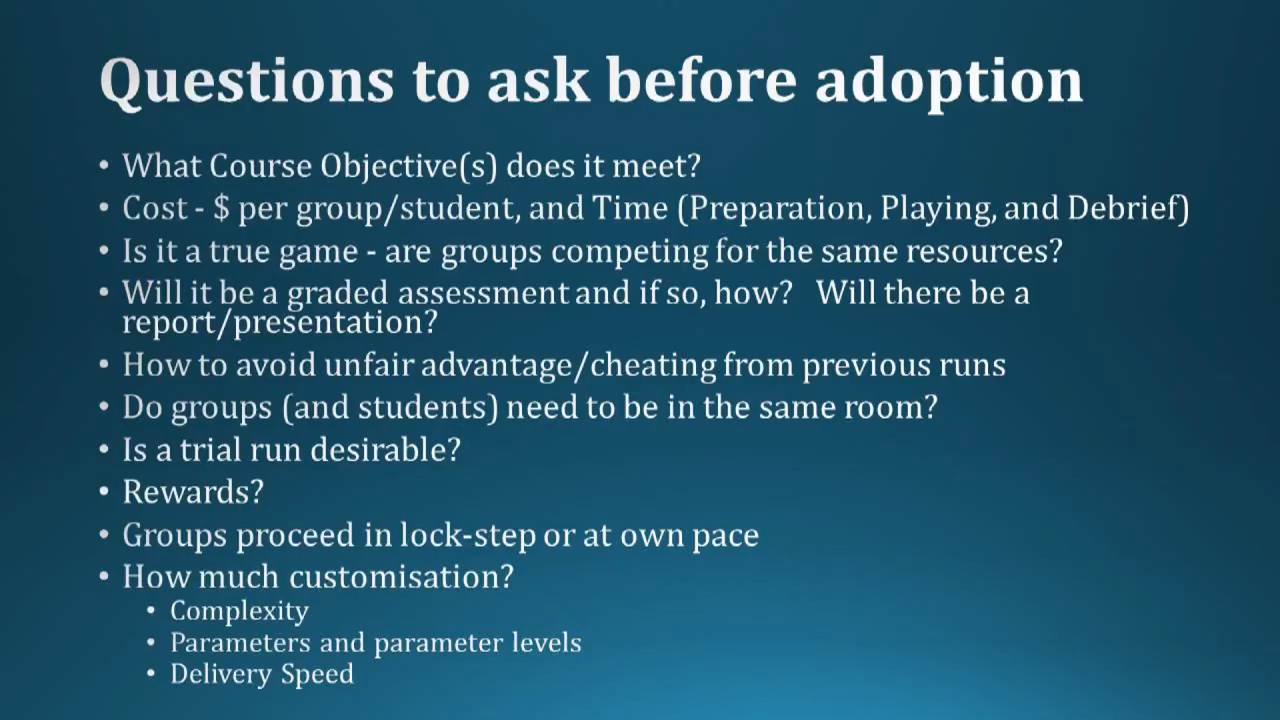 Questions to ask before adoption
• What Course Objective(s) does it meet?
• Cost - $ per group/student, and Time (Preparation, Playing, and Debrief)
• Is it a true game - are groups competing for the same resources?
• Will it be a graded assessment and if so, how? Will there be a
report/presentation?
• How to avoid unfair advantage/cheating from previous runs
• Do groups (and students) need to be in the same room?
• Is a trial run desirable?
• Rewards?
• Groups proceed in lock-step or at own pace
• How much customisation?
• Complexity
• Parameters and parameter levels
• Delivery Speed